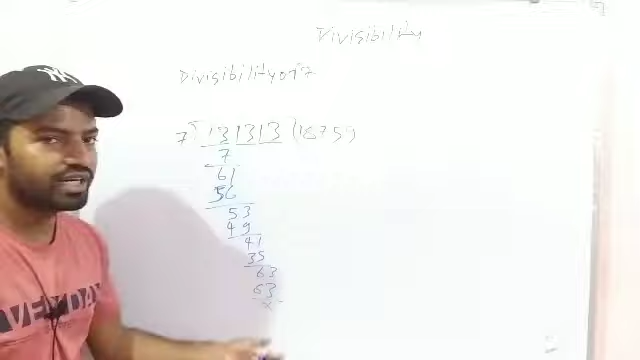 Divisibility
Divisibility of 7
7) 131313 (18759
7
61
56
53
49
41
35
63
63
x